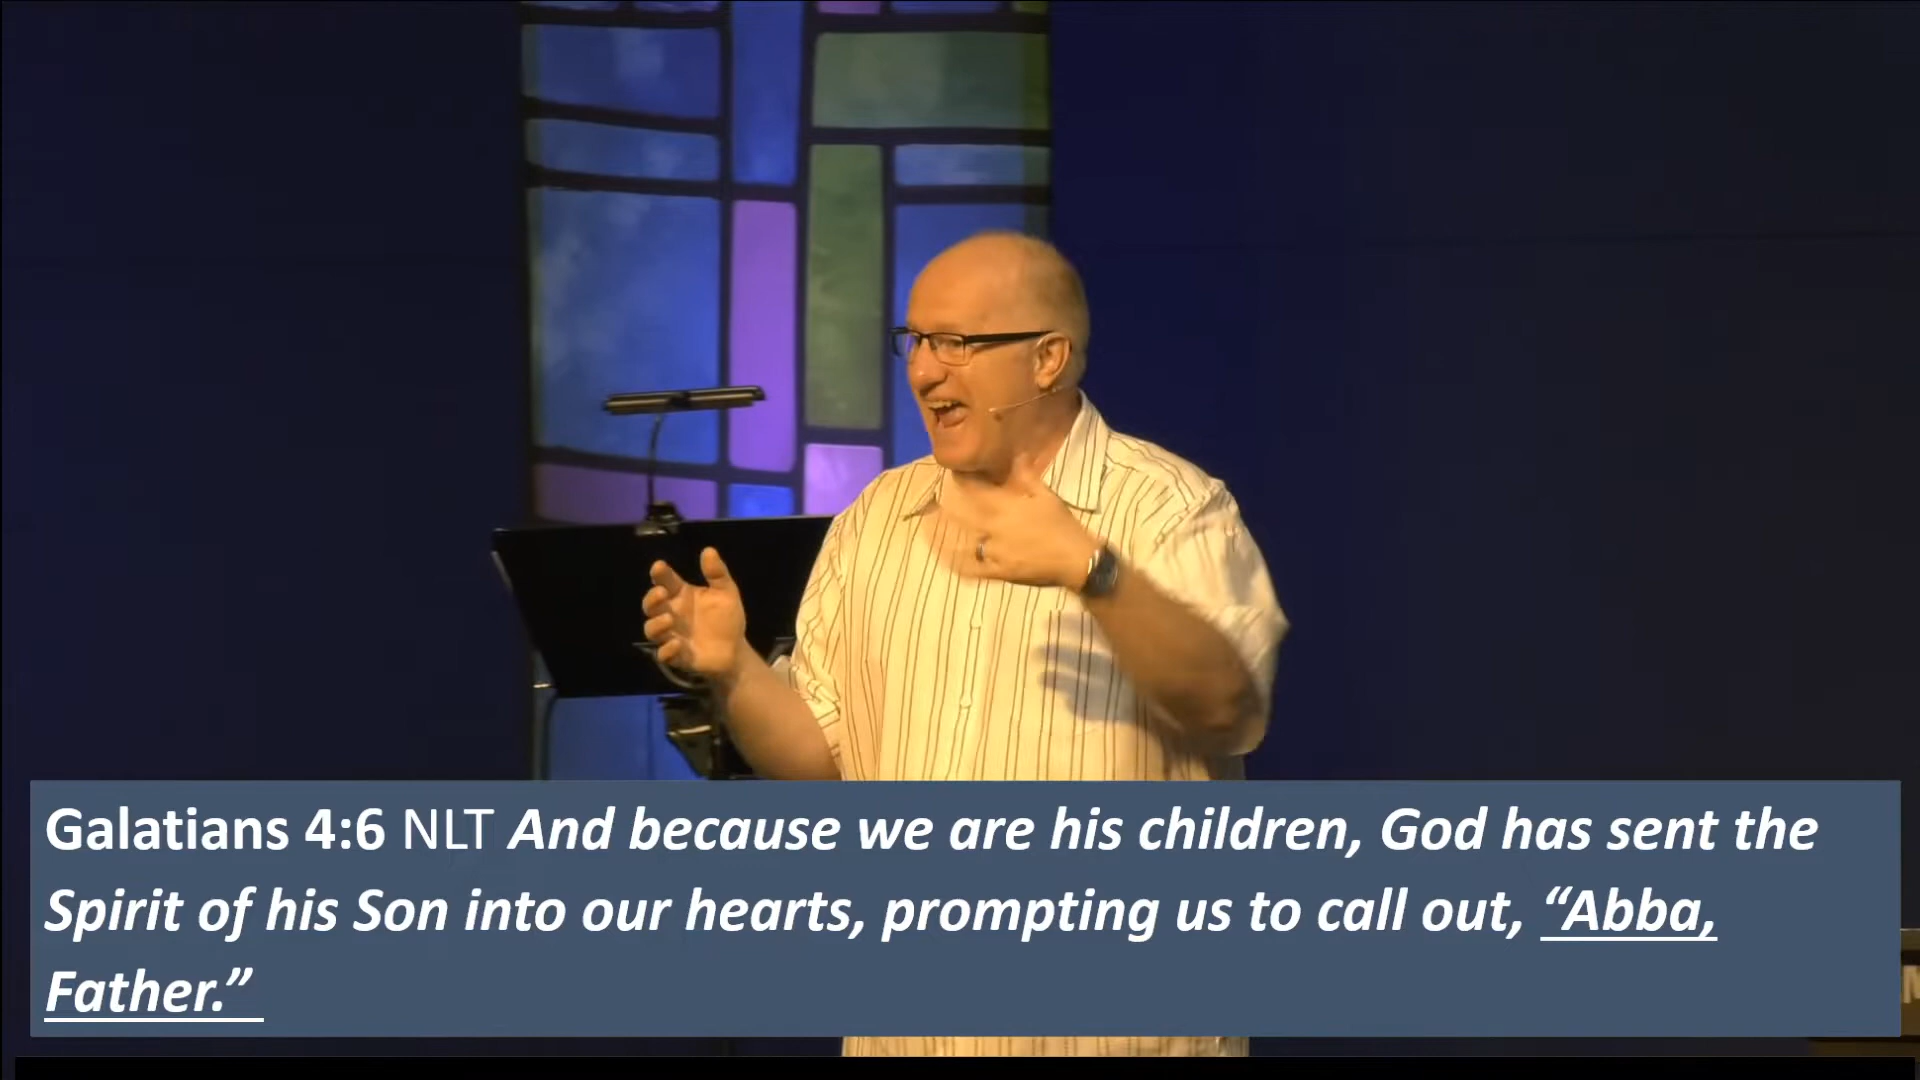 Galatians 4:6 NLT And because we are his children, God has sent the
Spirit of his Son into our hearts, prompting us to call out, “Abba,
Father.”